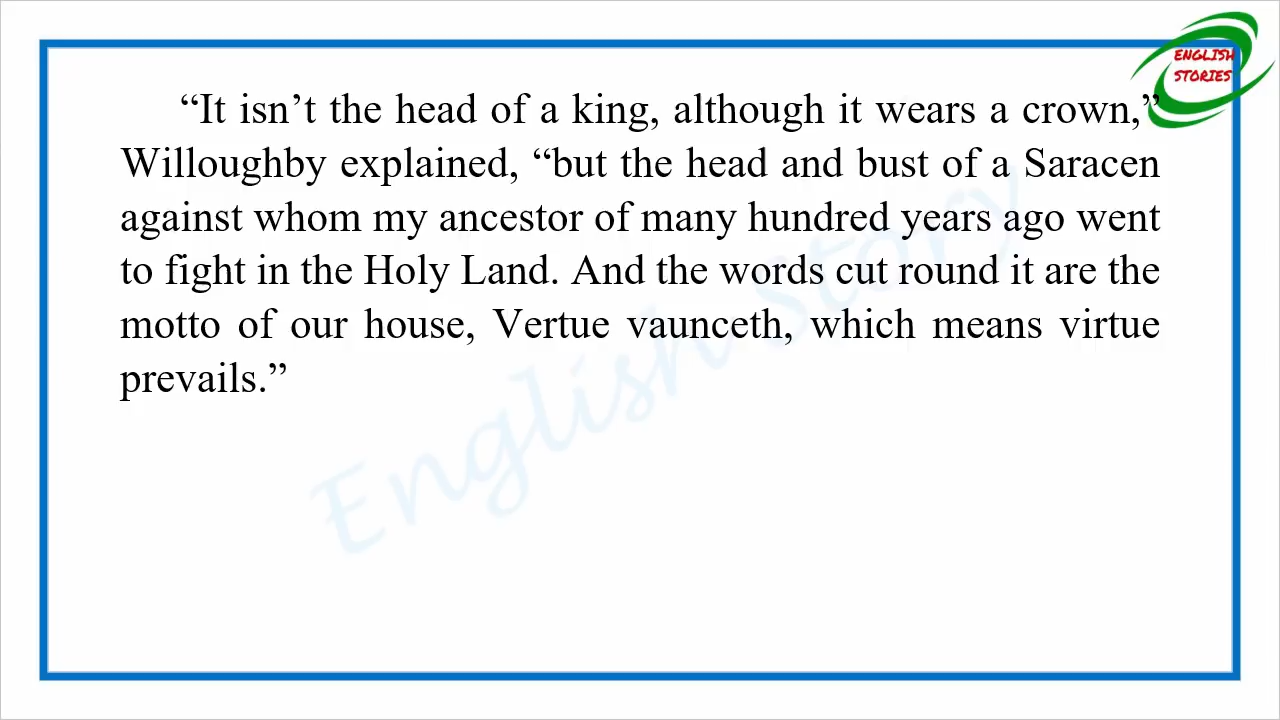 ENGLISH
STORIES
“It isn’t the head of a king, although it wears a crown,”
Willoughby explained, “but the head and bust of a Saracen
against whom my ancestor of many hundred years ago went
to fight in the Holy Land. And the words cut round it are the
motto of our house, Vertue vaunceth, which means virtue
prevails.”
English Story